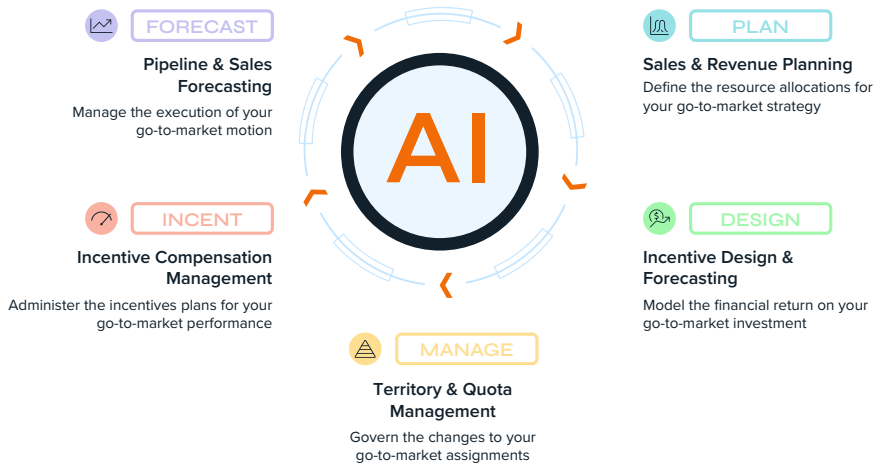 FORECAST
Pipeline & Sales
Forecasting
Manage the execution of your
go-to-market motion
AI
PLAN
Sales & Revenue Planning
Define the resource allocations for
your go-to-market strategy
INCENT
Incentive Compensation
Management
Administer the incentives plans for your
go-to-market performance
DESIGN
Incentive Design &
Forecasting
Model the financial return on your
go-to-market investment
MANAGE
Territory & Quota
Management
Govern the changes to your
go-to-market assignments